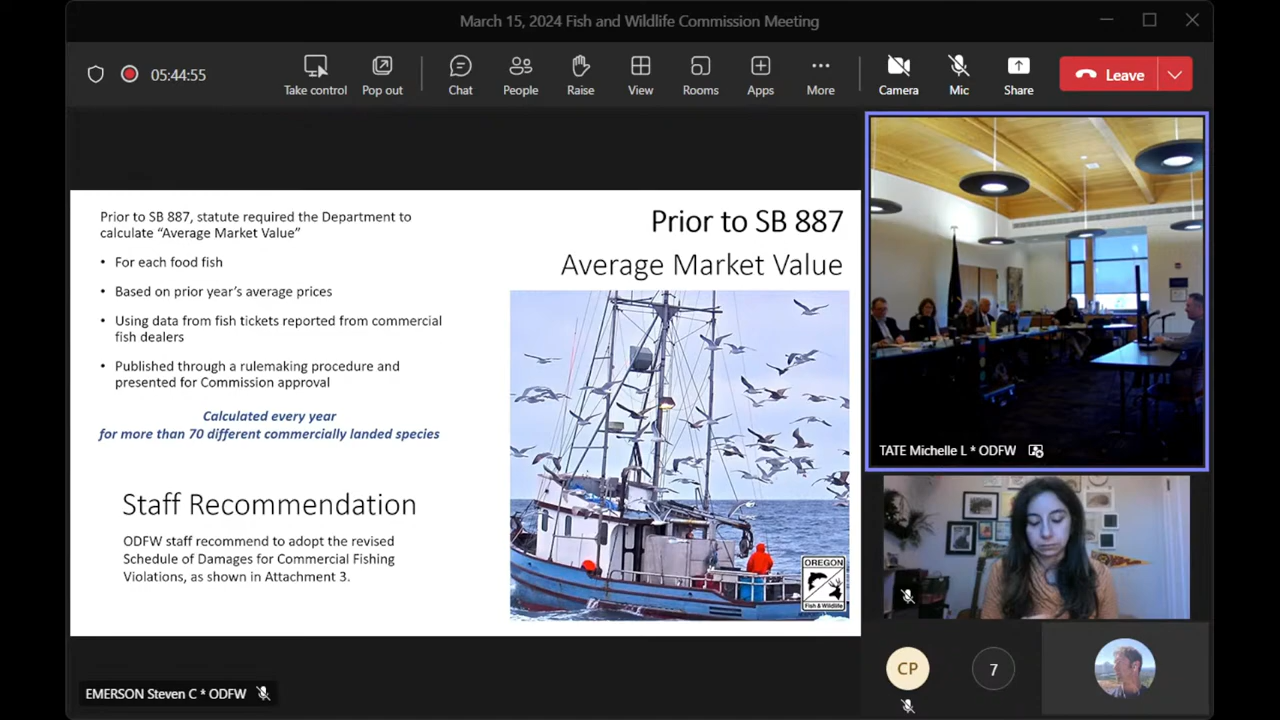 March 15, 2024 Fish and Wildlife Commission Meeting
05:44:55
Take control
Pop out
Chat
People
Raise
View
Rooms
Apps
More
Camera
Mic
Share
Leave
Prior to SB 887, statute required the Department to
calculate “Average Market Value”
• For each food fish
• Based on prior year’s average prices
• Using data from fish tickets reported from commercial
fish dealers
• Published through a rulemaking procedure and
presented for Commission approval
Calculated every year
for more than 70 different commercially landed species
Staff Recommendation
ODFW staff recommend to adopt the revised
Schedule of Damages for Commercial Fishing
Violations, as shown in Attachment 3.
Prior to SB 887
Average Market Value
OREGON
Fish & Wildlife
TATE Michelle L * ODFW
CP
7
EMERSON Steven C * ODFW